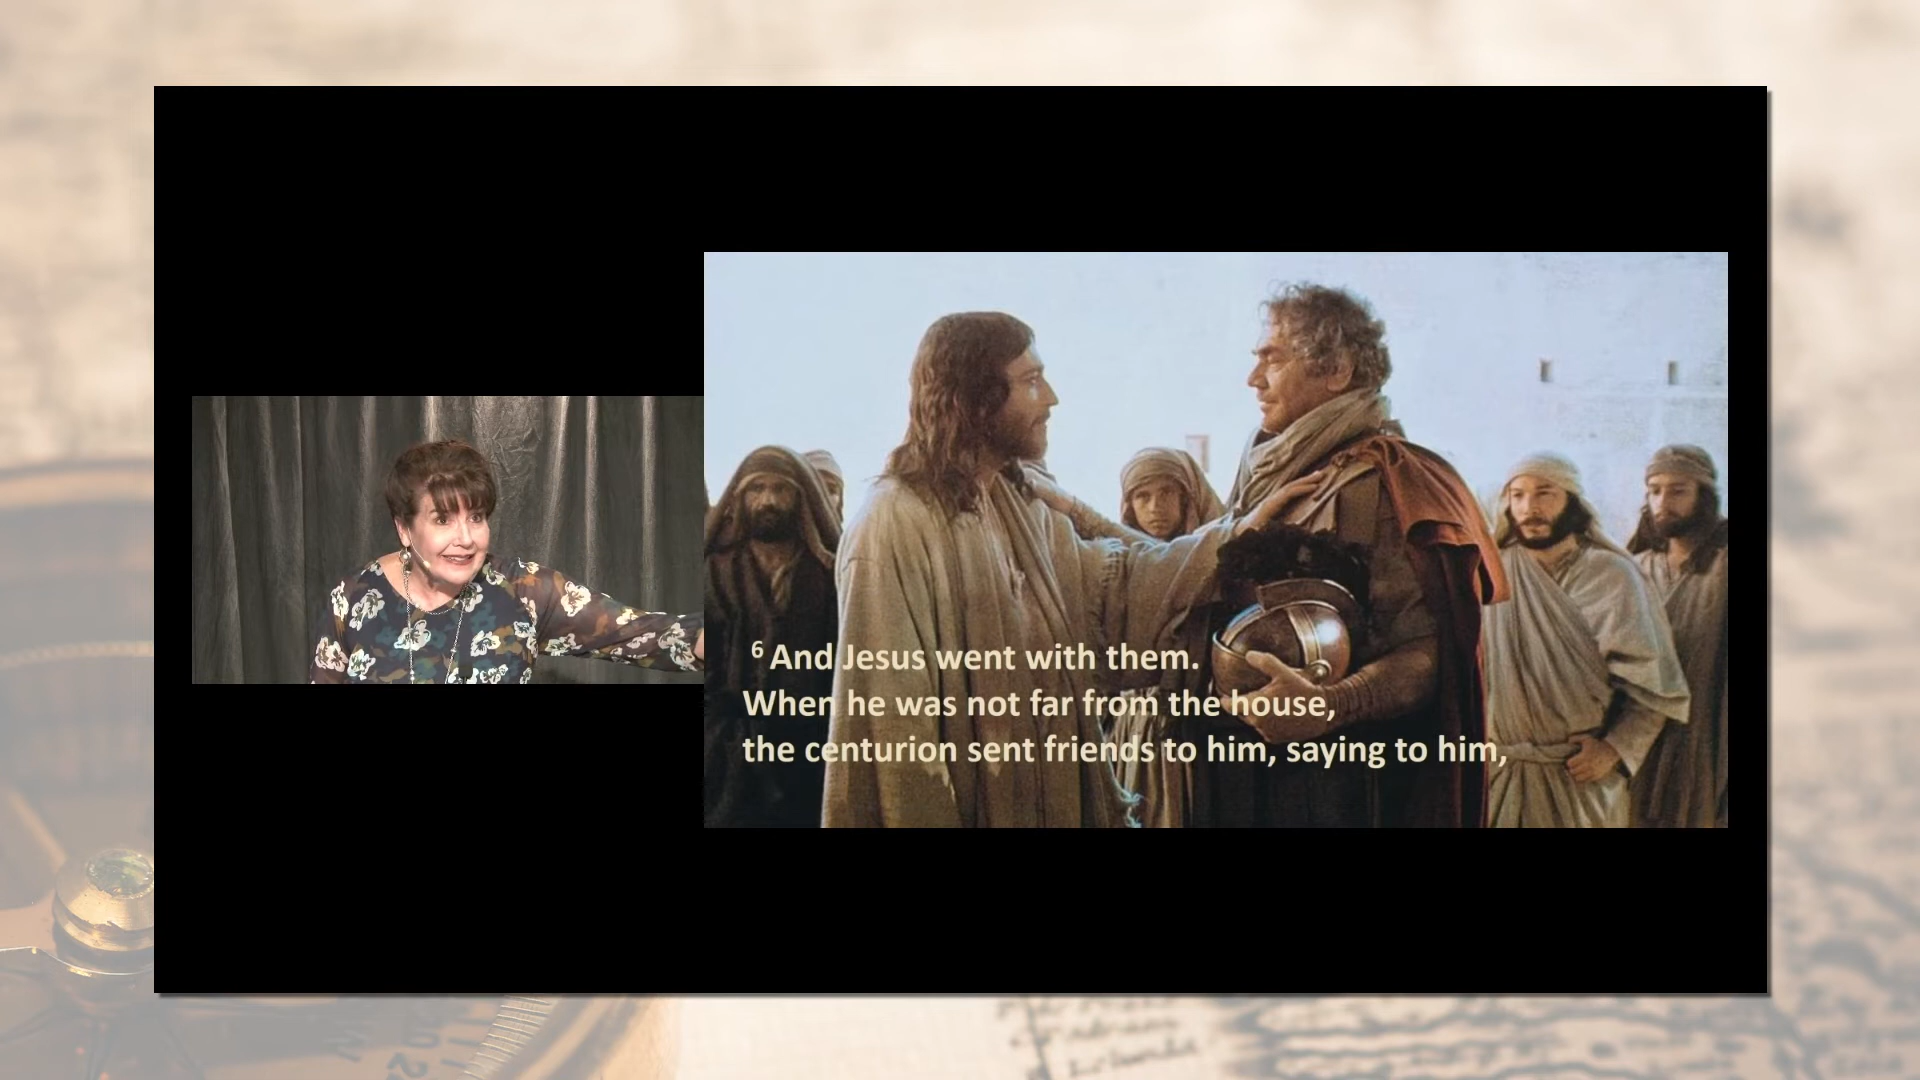 6 And Jesus went with them.
When he was not far from the house,
the centurion sent friends to him, saying to him,